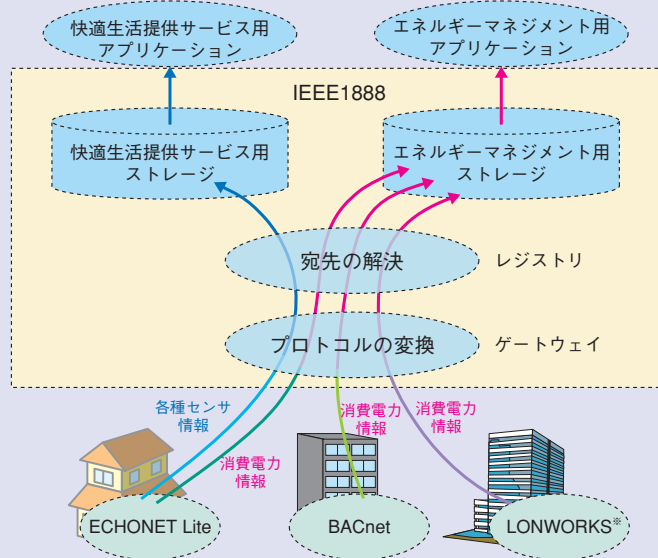 快適生活提供サービス用
アプリケーション
エネルギーマネジメント用
アプリケーション
IEEE1888
快適生活提供サービス用
ストレージ
エネルギーマネジメント用
ストレージ
宛先の解決
レジストリ
プロトコルの変換
ゲートウェイ
各種センサ
情報
消費電力
情報
消費電力
情報
消費電力
情報
ECHONET Lite
BACnet
LONWORKS※